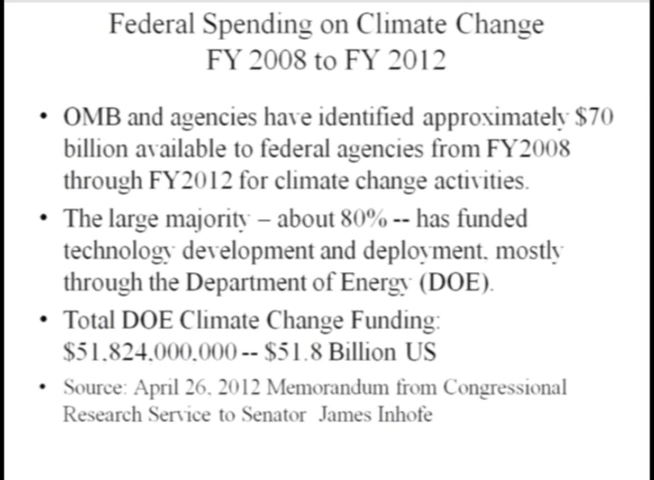 Federal Spending on Climate Change
FY 2008 to FY 2012
• OMB and agencies have identified approximately $70
billion available to federal agencies from FY2008
through FY2012 for climate change activities.
• The large majority – about 80% -- has funded
technology development and deployment, mostly
through the Department of Energy (DOE).
• Total DOE Climate Change Funding:
$51,824,000,000 -- $51.8 Billion US
• Source: April 26, 2012 Memorandum from Congressional
Research Service to Senator James Inhofe